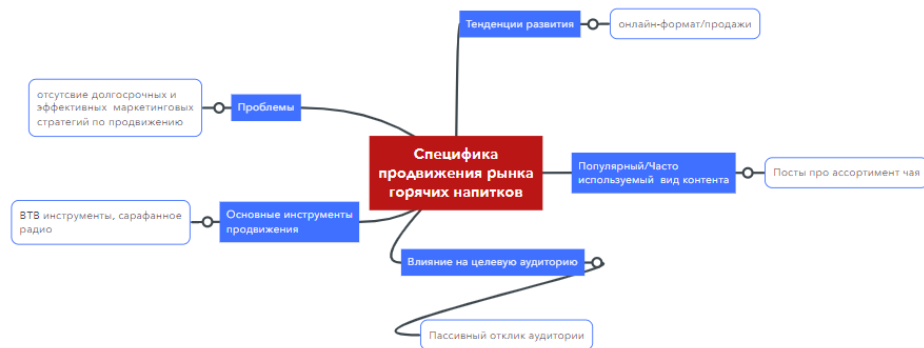 Тенденции развития
онлайн-формат/продажи
отсутсвие долгосрочных и
эффективных маркетинговых
стратегий по продвижению
Проблемы
Специфика
продвижения рынка
горячих напитков
Популярный/Часто
используемый вид контента
Посты про ассортимент чая
BTB инструменты, сарафанное
радио
Основные инструменты
продвижения
Влияние на целевую аудиторию
Пассивный отклик аудитории